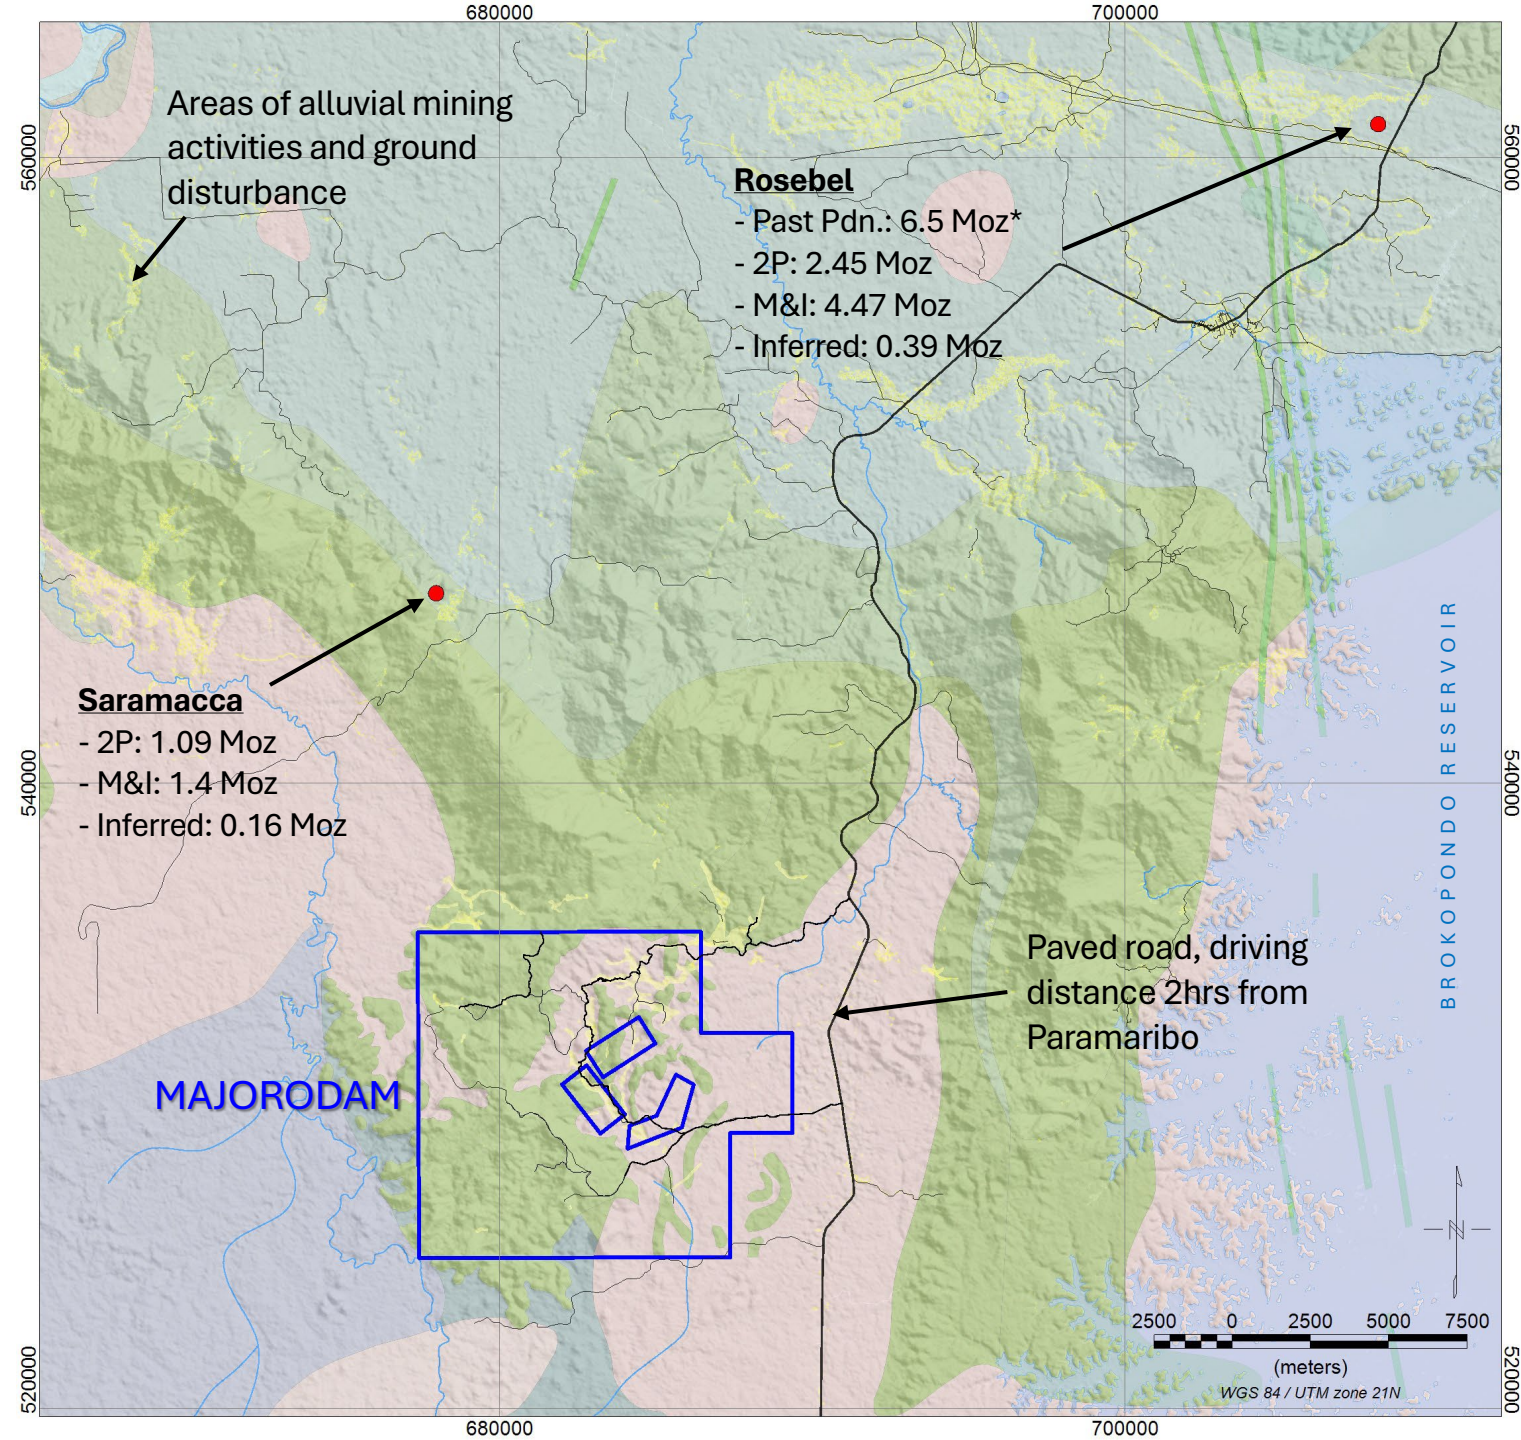 680000
700000
560000
560000
Areas of alluvial mining
activities and ground
disturbance
Rosebel
- Past Pdn.: 6.5 Moz*
- 2P: 2.45 Moz
- M&I: 4.47 Moz
- Inferred: 0.39 Moz
Saramacca
- 2P: 1.09 Moz
- M&I: 1.4 Moz
- Inferred: 0.16 Moz
540000
540000
BROKOPONDO RESERVOIR
Paved road, driving
distance 2hrs from
Paramaribo
MAJORODAM
N
2500 0 2500 5000 7500
(meters)
WGS 84 / UTM zone 21N
520000
520000
680000
700000